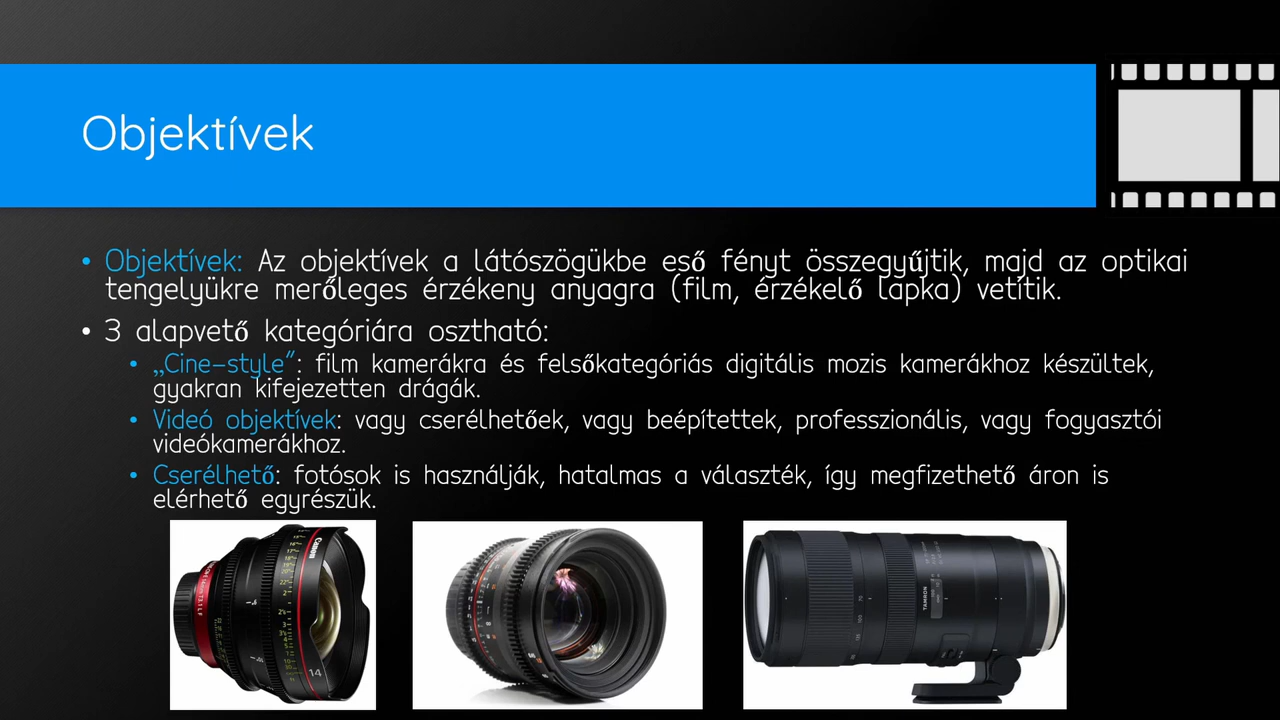 Objektívek
• Objektívek: Az objektívek a látószögükbe eső fényt összegyűjtik, majd az optikai
tengelyükre merőleges érzékeny anyagra (film, érzékelő lapka) vetítik.
• 3 alapvető kategóriára osztható:
• „Cine-style”: film kamerákra és felsőkategóriás digitális mozis kamerákhoz készültek,
gyakran kifejezetten drágák.
• Videó objektívek: vagy cserélhetőek, vagy beépítettek, professzionális, vagy fogyasztói
videókamerákhoz.
• Cserélhető: fotósok is használják, hatalmas a választék, így megfizethető áron is
elérhető egyrészük.
Canon
14
TAMRON